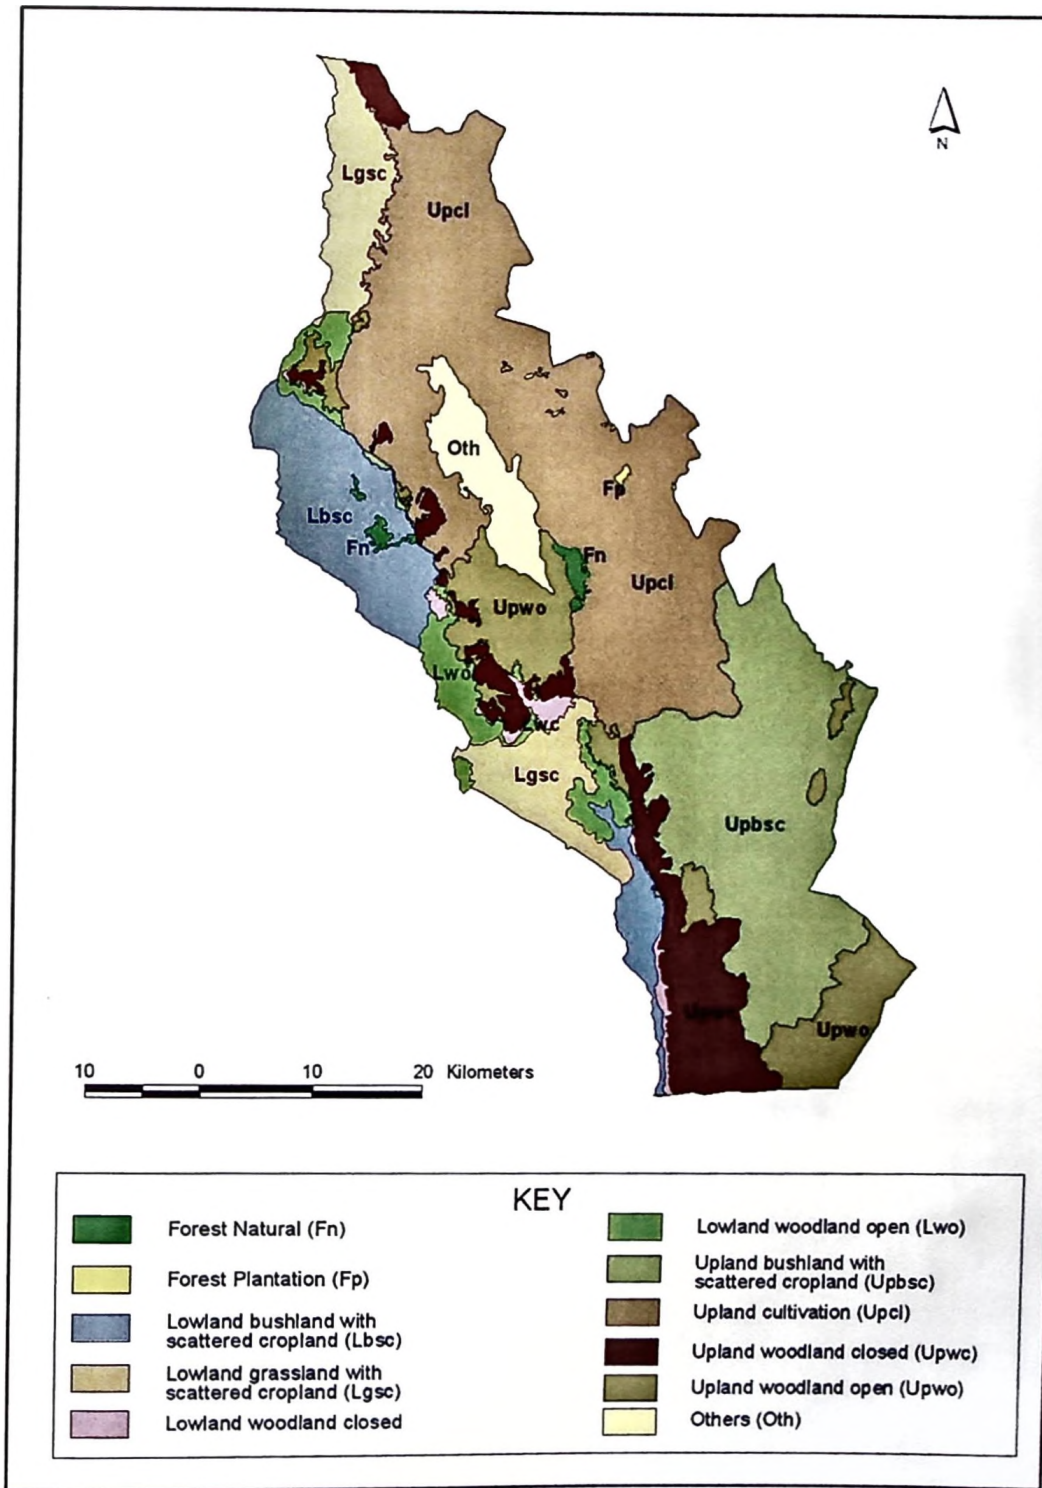 N
Lgsc
Upcl
Oth
Fp
Lbsc
Fn
Fn
Upcl
Upwo
Lwo
Lwc
Lgsc
Upbsc
Upwo
10 0 10 20 Kilometers
KEY
Forest Natural (Fn)
Forest Plantation (Fp)
Lowland bushland with
scattered cropland (Lbsc)
Lowland grassland with
scattered cropland (Lgsc)
Lowland woodland closed
Lowland woodland open (Lwo)
Upland bushland with
scattered cropland (Upbsc)
Upland cultivation (Upcl)
Upland woodland closed (Upwc)
Upland woodland open (Upwo)
Others (Oth)